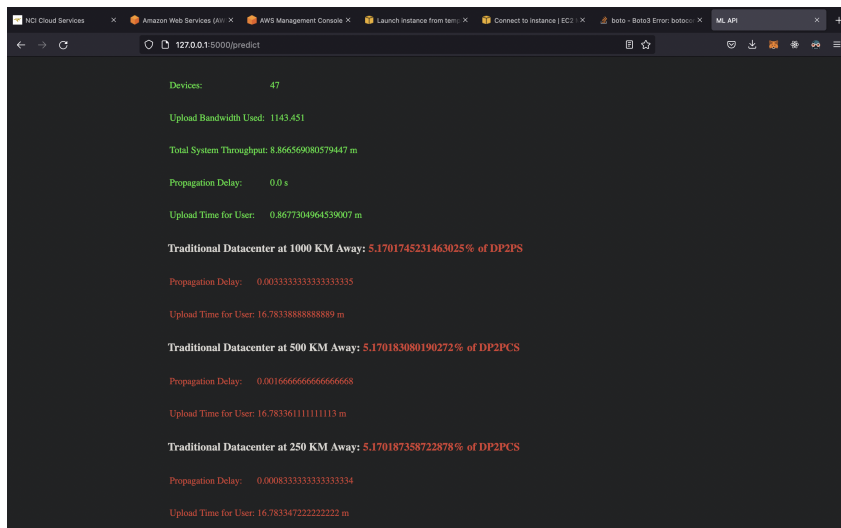 NCI Cloud Services
Amazon Web Services (AW
AWS Management Console
Launch instance from temp
Connect to instance | EC2
boto - Boto3 Error: botocor
ML API
127.0.0.1:5000/predict
Devices: 47
Upload Bandwidth Used: 1143.451
Total System Throughput: 8.866569080579447 m
Propagation Delay: 0.0 s
Upload Time for User: 0.8677304964539007 m
Traditional Datacenter at 1000 KM Away: 5.1701745231463025% of DP2PS
Propagation Delay: 0.0033333333333333335
Upload Time for User: 16.78338888888889 m
Traditional Datacenter at 500 KM Away: 5.170183080190272% of DP2PCS
Propagation Delay: 0.0016666666666666668
Upload Time for User: 16.783361111111113 m
Traditional Datacenter at 250 KM Away: 5.170187358722878% of DP2PCS
Propagation Delay: 0.0008333333333333334
Upload Time for User: 16.783347222222222 m